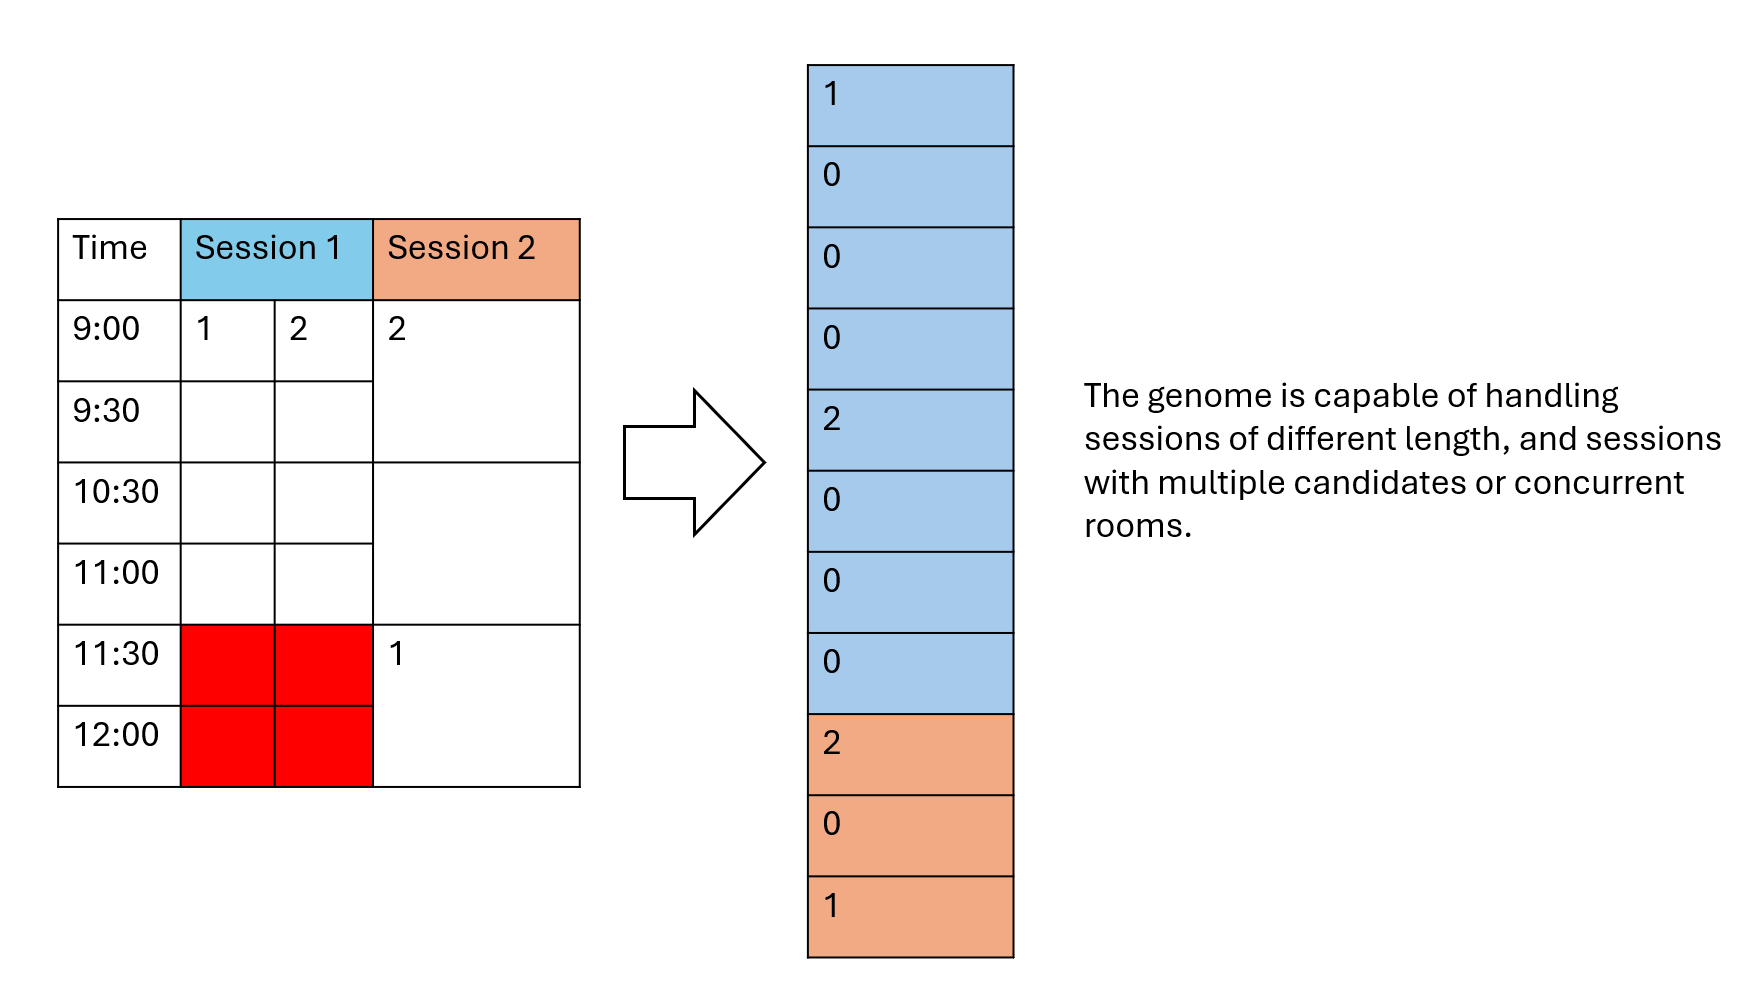 Time Session 1 Session 2
9:00 1 2 2
9:30
10:30
11:00
11:30 1
12:00
1
0
0
0
2
0
0
0
2
0
1
The genome is capable of handling
sessions of different length, and sessions
with multiple candidates or concurrent
rooms.